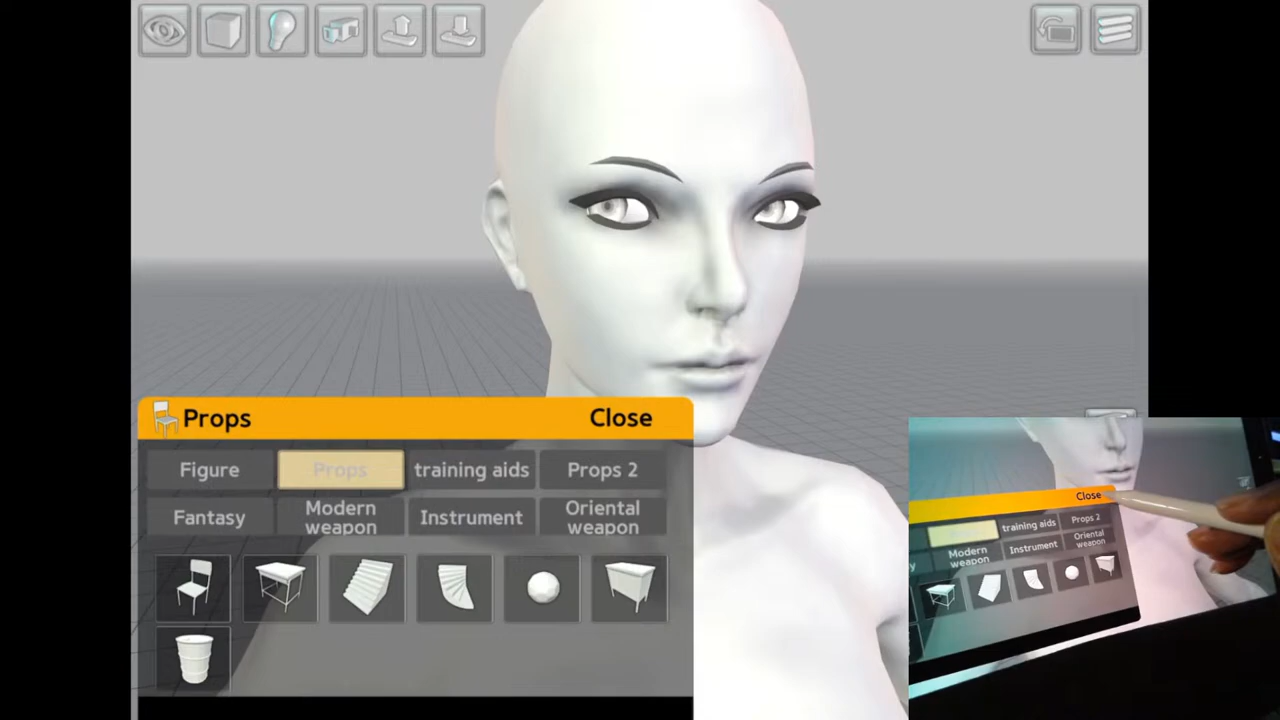 Props Close
Figure Props training aids Props 2
Fantasy Modern weapon Instrument Oriental weapon
Close
training aids Props 2
Modern weapon Instrument Oriental weapon